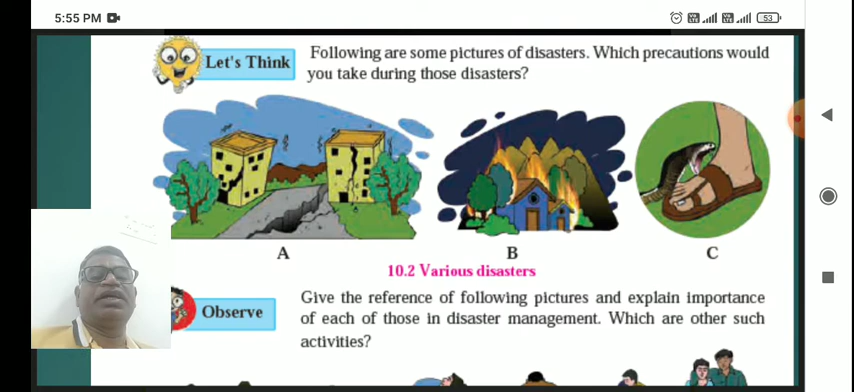 5:55 PM
53
Let's Think
Following are some pictures of disasters. Which precautions would
you take during those disasters?
A
B
C
10.2 Various disasters
Observe
Give the reference of following pictures and explain importance
of each of those in disaster management. Which are other such
activities?